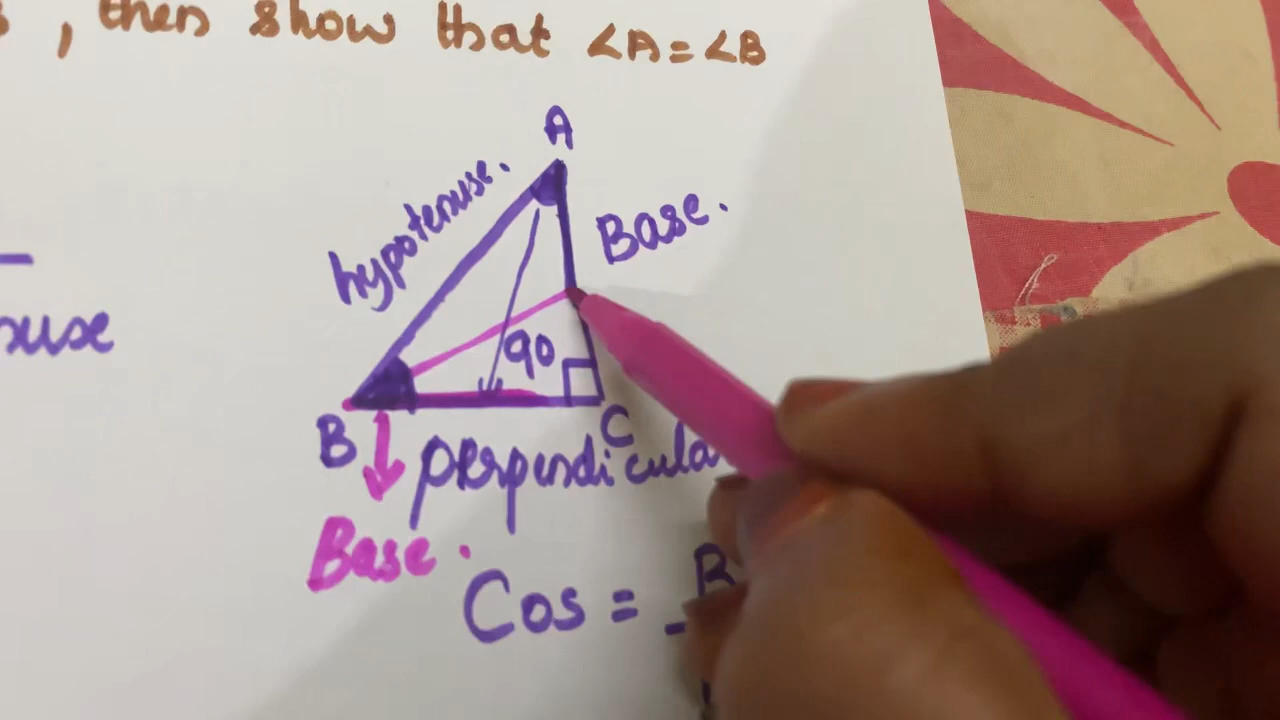 , then show that ∠A = ∠B
A
hypotenuse.
Base.
90
B
C
perpendicula
Base.
Cos =